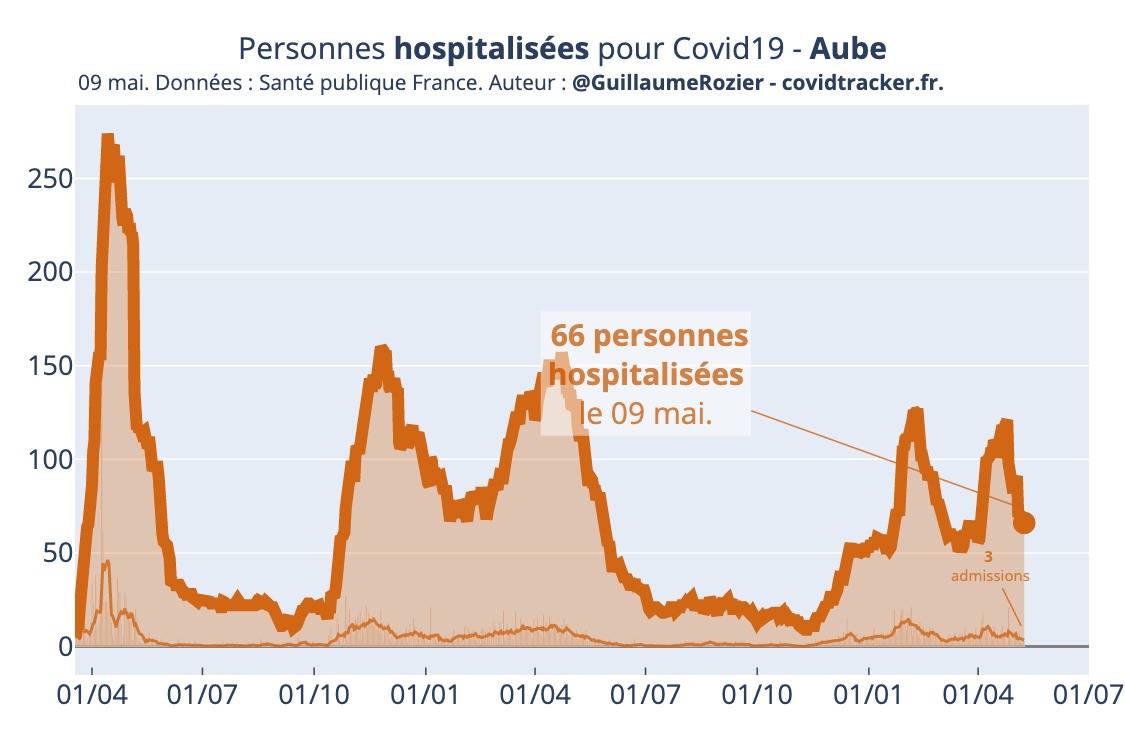 Personnes hospitalisées pour Covid19 - Aube
09 mai. Données : Santé publique France. Auteur : @GuillaumeRozier - covidtracker.fr.
250
200
150
100
50
0
66 personnes
hospitalisées
le 09 mai.
3
admissions
01/04 01/07 01/10 01/01 01/04 01/07 01/10 01/01 01/04 01/07